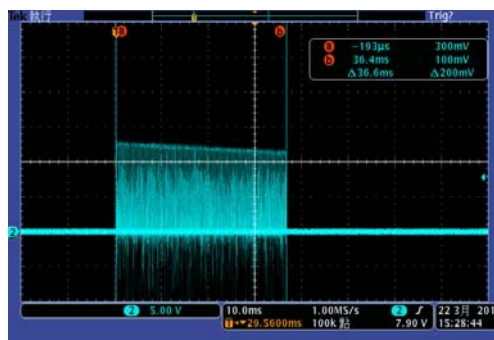 Tek 執行 Trig?
a b
a -193µs 300mV
b 36.4ms 100mV
Δ36.6ms Δ200mV
2
2 5.00 V
10.0ms 1.00MS/s 2
T→▾29.5600ms 100k 點 7.90 V
22 3月 201
15:28:44